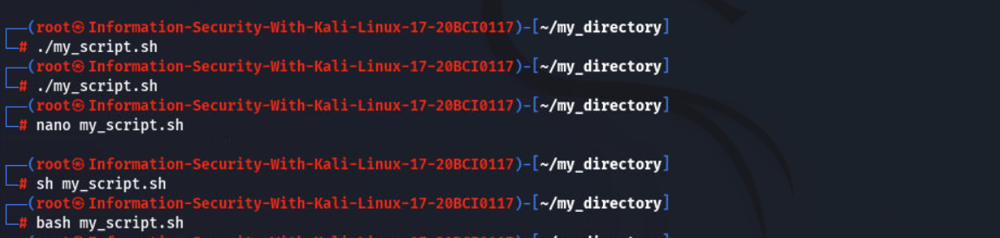 ┌──(root㉿Information-Security-With-Kali-Linux-17-20BCI0117)-[~/my_directory]
└─# ./my_script.sh
┌──(root㉿Information-Security-With-Kali-Linux-17-20BCI0117)-[~/my_directory]
└─# ./my_script.sh
┌──(root㉿Information-Security-With-Kali-Linux-17-20BCI0117)-[~/my_directory]
└─# nano my_script.sh
┌──(root㉿Information-Security-With-Kali-Linux-17-20BCI0117)-[~/my_directory]
└─# sh my_script.sh
┌──(root㉿Information-Security-With-Kali-Linux-17-20BCI0117)-[~/my_directory]
└─# bash my_script.sh